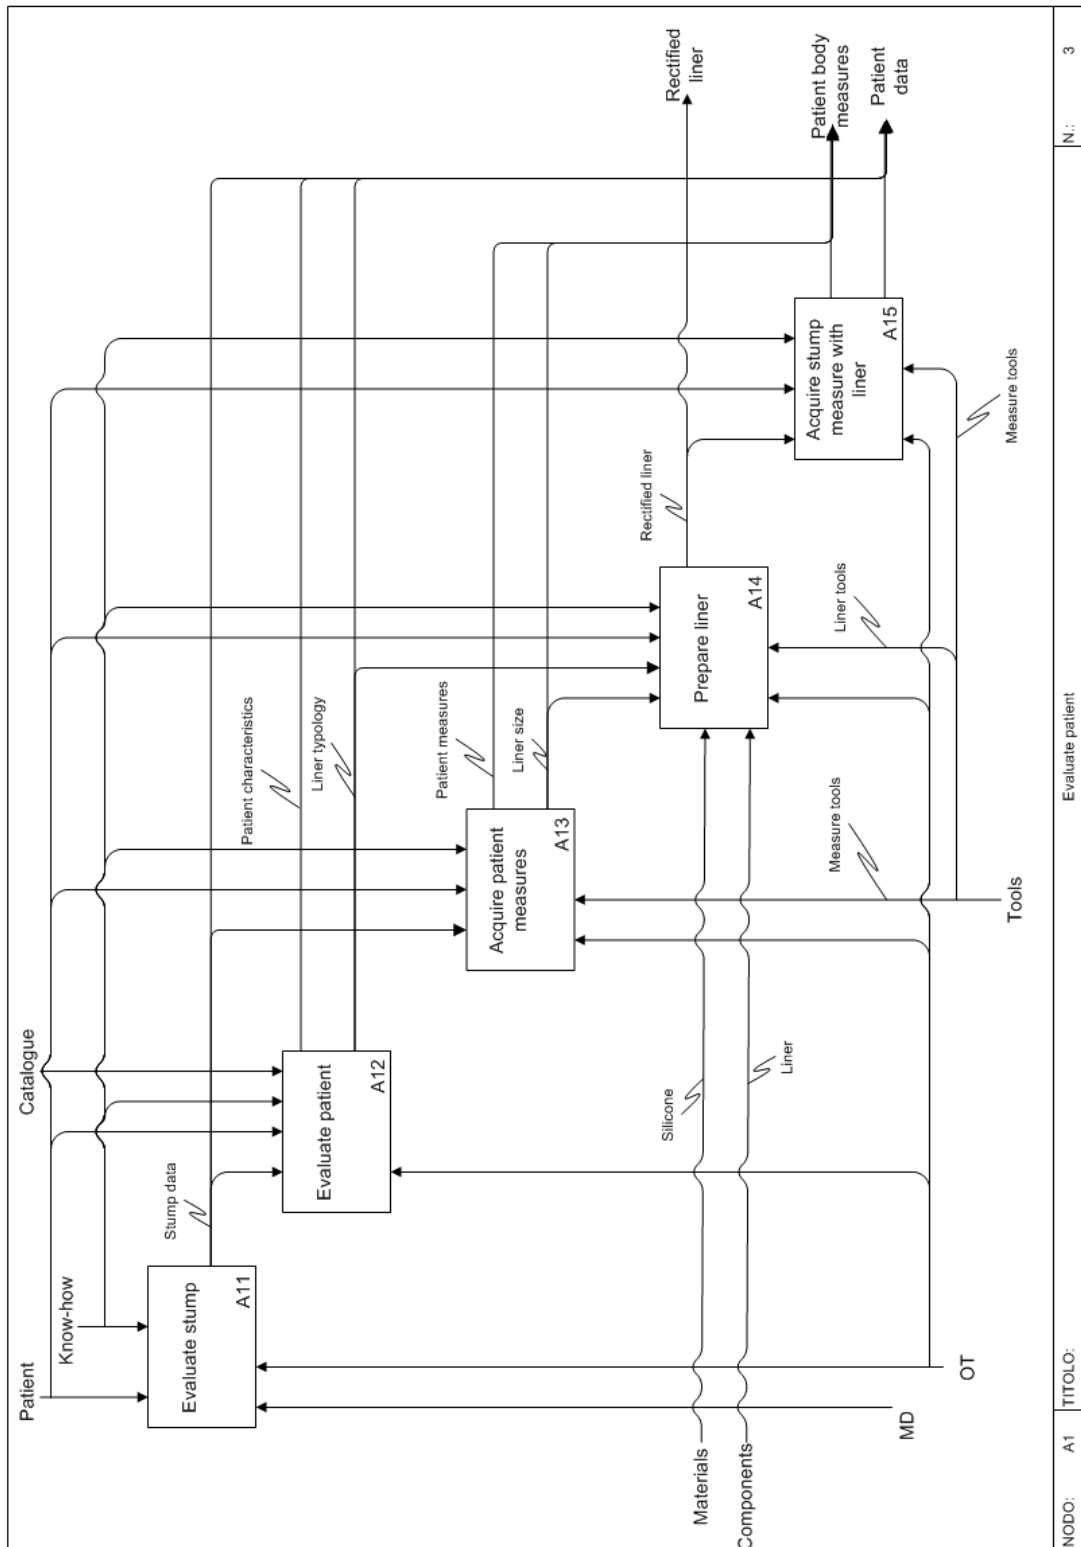 Patient
Know-how
Catalogue
Evaluate stump
A11
Stump data
Evaluate patient
A12
Patient characteristics
Liner typology
Acquire patient
measures
A13
Patient measures
Liner size
Prepare liner
A14
Rectified liner
Acquire stump
measure with
liner
A15
Rectified
liner
Patient body
measures
Patient
data
Materials
Components
Silicone
Liner
Measure tools
Liner tools
Measure tools
MD
OT
Tools
NODO:
A1
TITOLO:
Evaluate patient
N.:
3